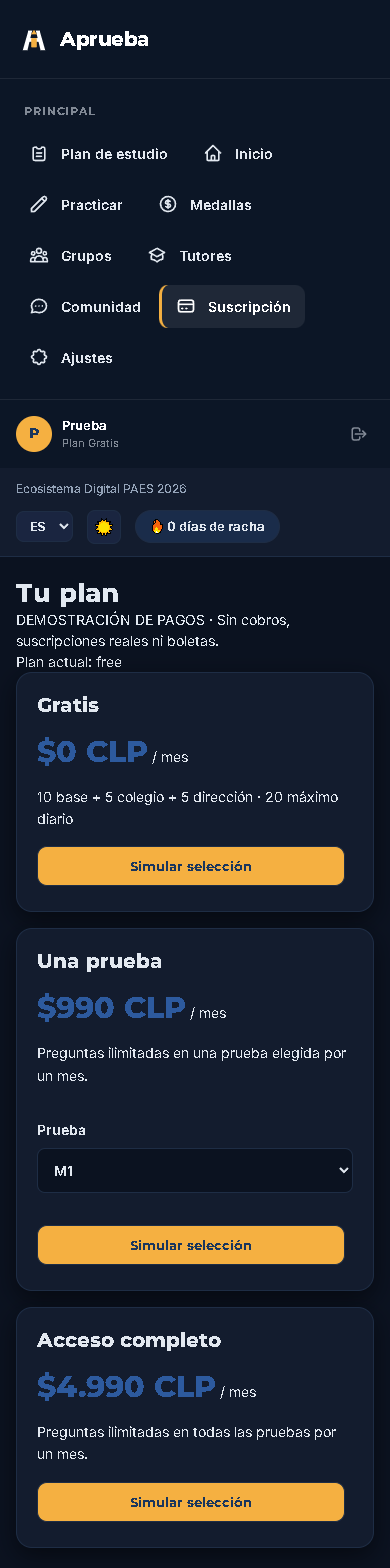 Aprueba
PRINCIPAL
Plan de estudio
Inicio
Practicar
Medallas
Grupos
Tutores
Comunidad
Suscripción
Ajustes
P
Prueba
Plan Gratis
Ecosistema Digital PAES 2026
ES
0 días de racha
Tu plan
DEMOSTRACIÓN DE PAGOS · Sin cobros,
suscripciones reales ni boletas.
Plan actual: free
Gratis
$0 CLP / mes
10 base + 5 colegio + 5 dirección · 20 máximo
diario
Simular selección
Una prueba
$990 CLP / mes
Preguntas ilimitadas en una prueba elegida por
un mes.
Prueba
M1
Simular selección
Acceso completo
$4.990 CLP / mes
Preguntas ilimitadas en todas las pruebas por
un mes.
Simular selección